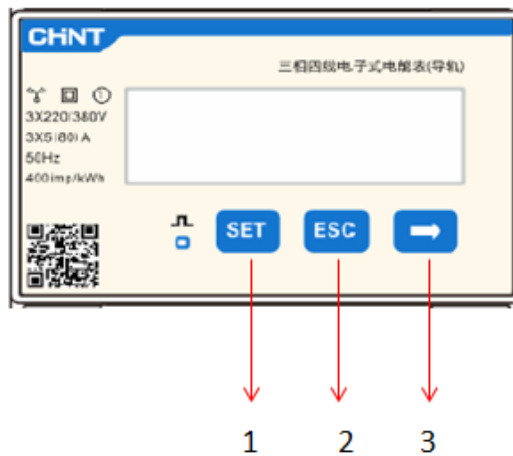 CHNT
三相四线电子式电能表(导轨)
3X220/380V
3X5(80)A
50Hz
400imp/kWh
SET
ESC
1
2
3